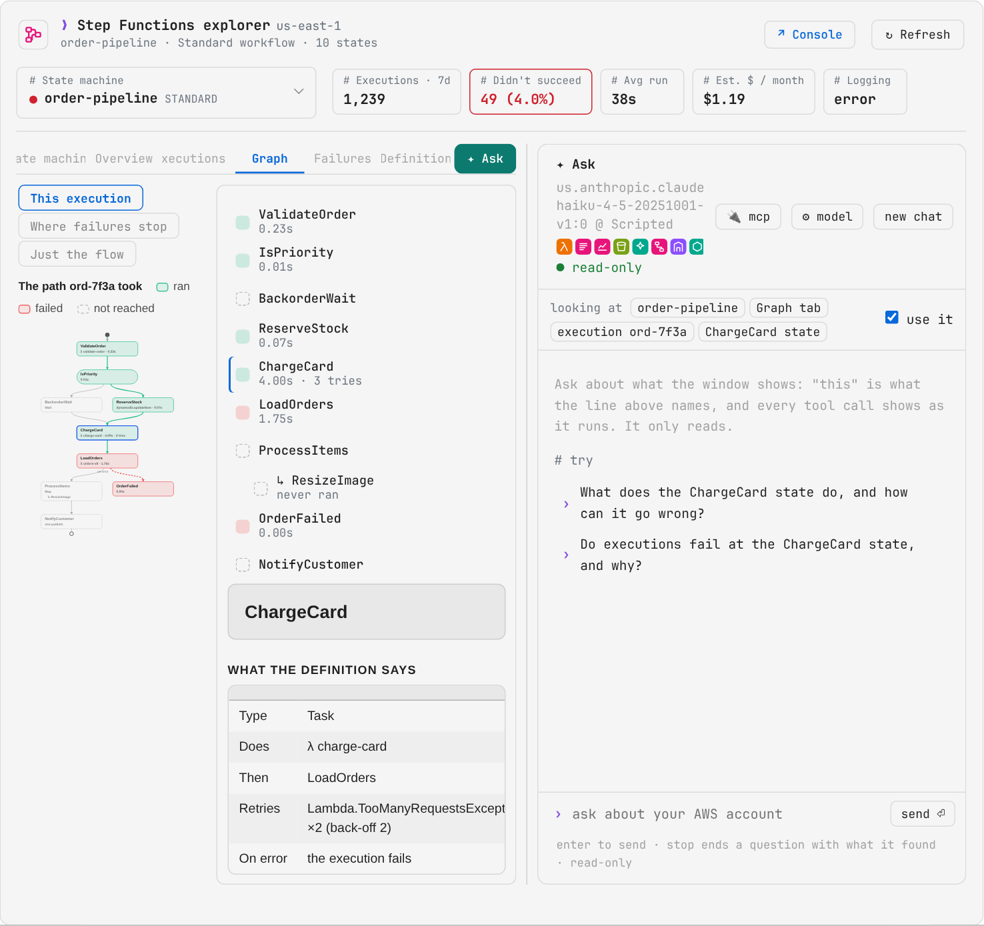 ❯ Step Functions explorer us-east-1
order-pipeline · Standard workflow · 10 states
↗ Console
↻ Refresh
# State machine
order-pipeline STANDARD
# Executions · 7d
1,239
# Didn't succeed
49 (4.0%)
# Avg run
38s
# Est. $ / month
$1.19
# Logging
error
ate machin Overview xecutions Graph Failures Definition ✦ Ask
This execution
Where failures stop
Just the flow
The path ord-7f3a took ran
failed not reached
ValidateOrder
IsPriority
BackorderWait
ReserveStock
ChargeCard
LoadOrders
ProcessItems
OrderFailed
NotifyCustomer
ValidateOrder
0.23s
IsPriority
0.01s
BackorderWait
ReserveStock
0.07s
ChargeCard
4.00s · 3 tries
LoadOrders
1.75s
ProcessItems
↳ ResizeImage
never ran
OrderFailed
0.00s
NotifyCustomer
ChargeCard
WHAT THE DEFINITION SAYS
Type Task
Does λ charge-card
Then LoadOrders
Retries Lambda.TooManyRequestsExcept
×2 (back-off 2)
On error the execution fails
✦ Ask
us.anthropic.claude
haiku-4-5-20251001-
v1:0 @ Scripted
read-only
🔌 mcp
⚙ model
new chat
looking at order-pipeline Graph tab
execution ord-7f3a ChargeCard state
use it
Ask about what the window shows: "this" is what
the line above names, and every tool call shows as
it runs. It only reads.
# try
❯ What does the ChargeCard state do, and how
can it go wrong?
❯ Do executions fail at the ChargeCard state,
and why?
❯ ask about your AWS account
send ⏎
enter to send · stop ends a question with what it found
· read-only